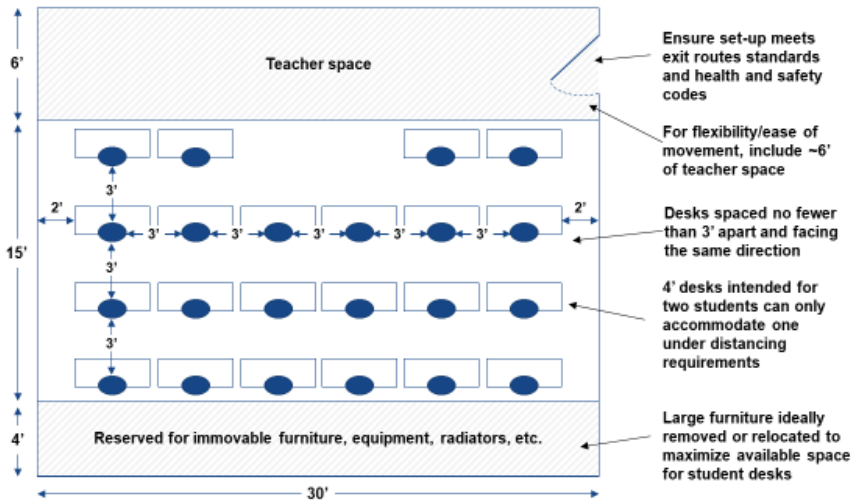 Teacher space
6'
Ensure set-up meets
exit routes standards
and health and safety
codes
For flexibility/ease of
movement, include ~6'
of teacher space
3'
2'
2'
3'
3'
3'
3'
3'
Desks spaced no fewer
than 3' apart and facing
the same direction
15'
3'
4' desks intended for
two students can only
accommodate one
under distancing
requirements
3'
4'
Reserved for immovable furniture, equipment, radiators, etc.
Large furniture ideally
removed or relocated to
maximize available space
for student desks
30'